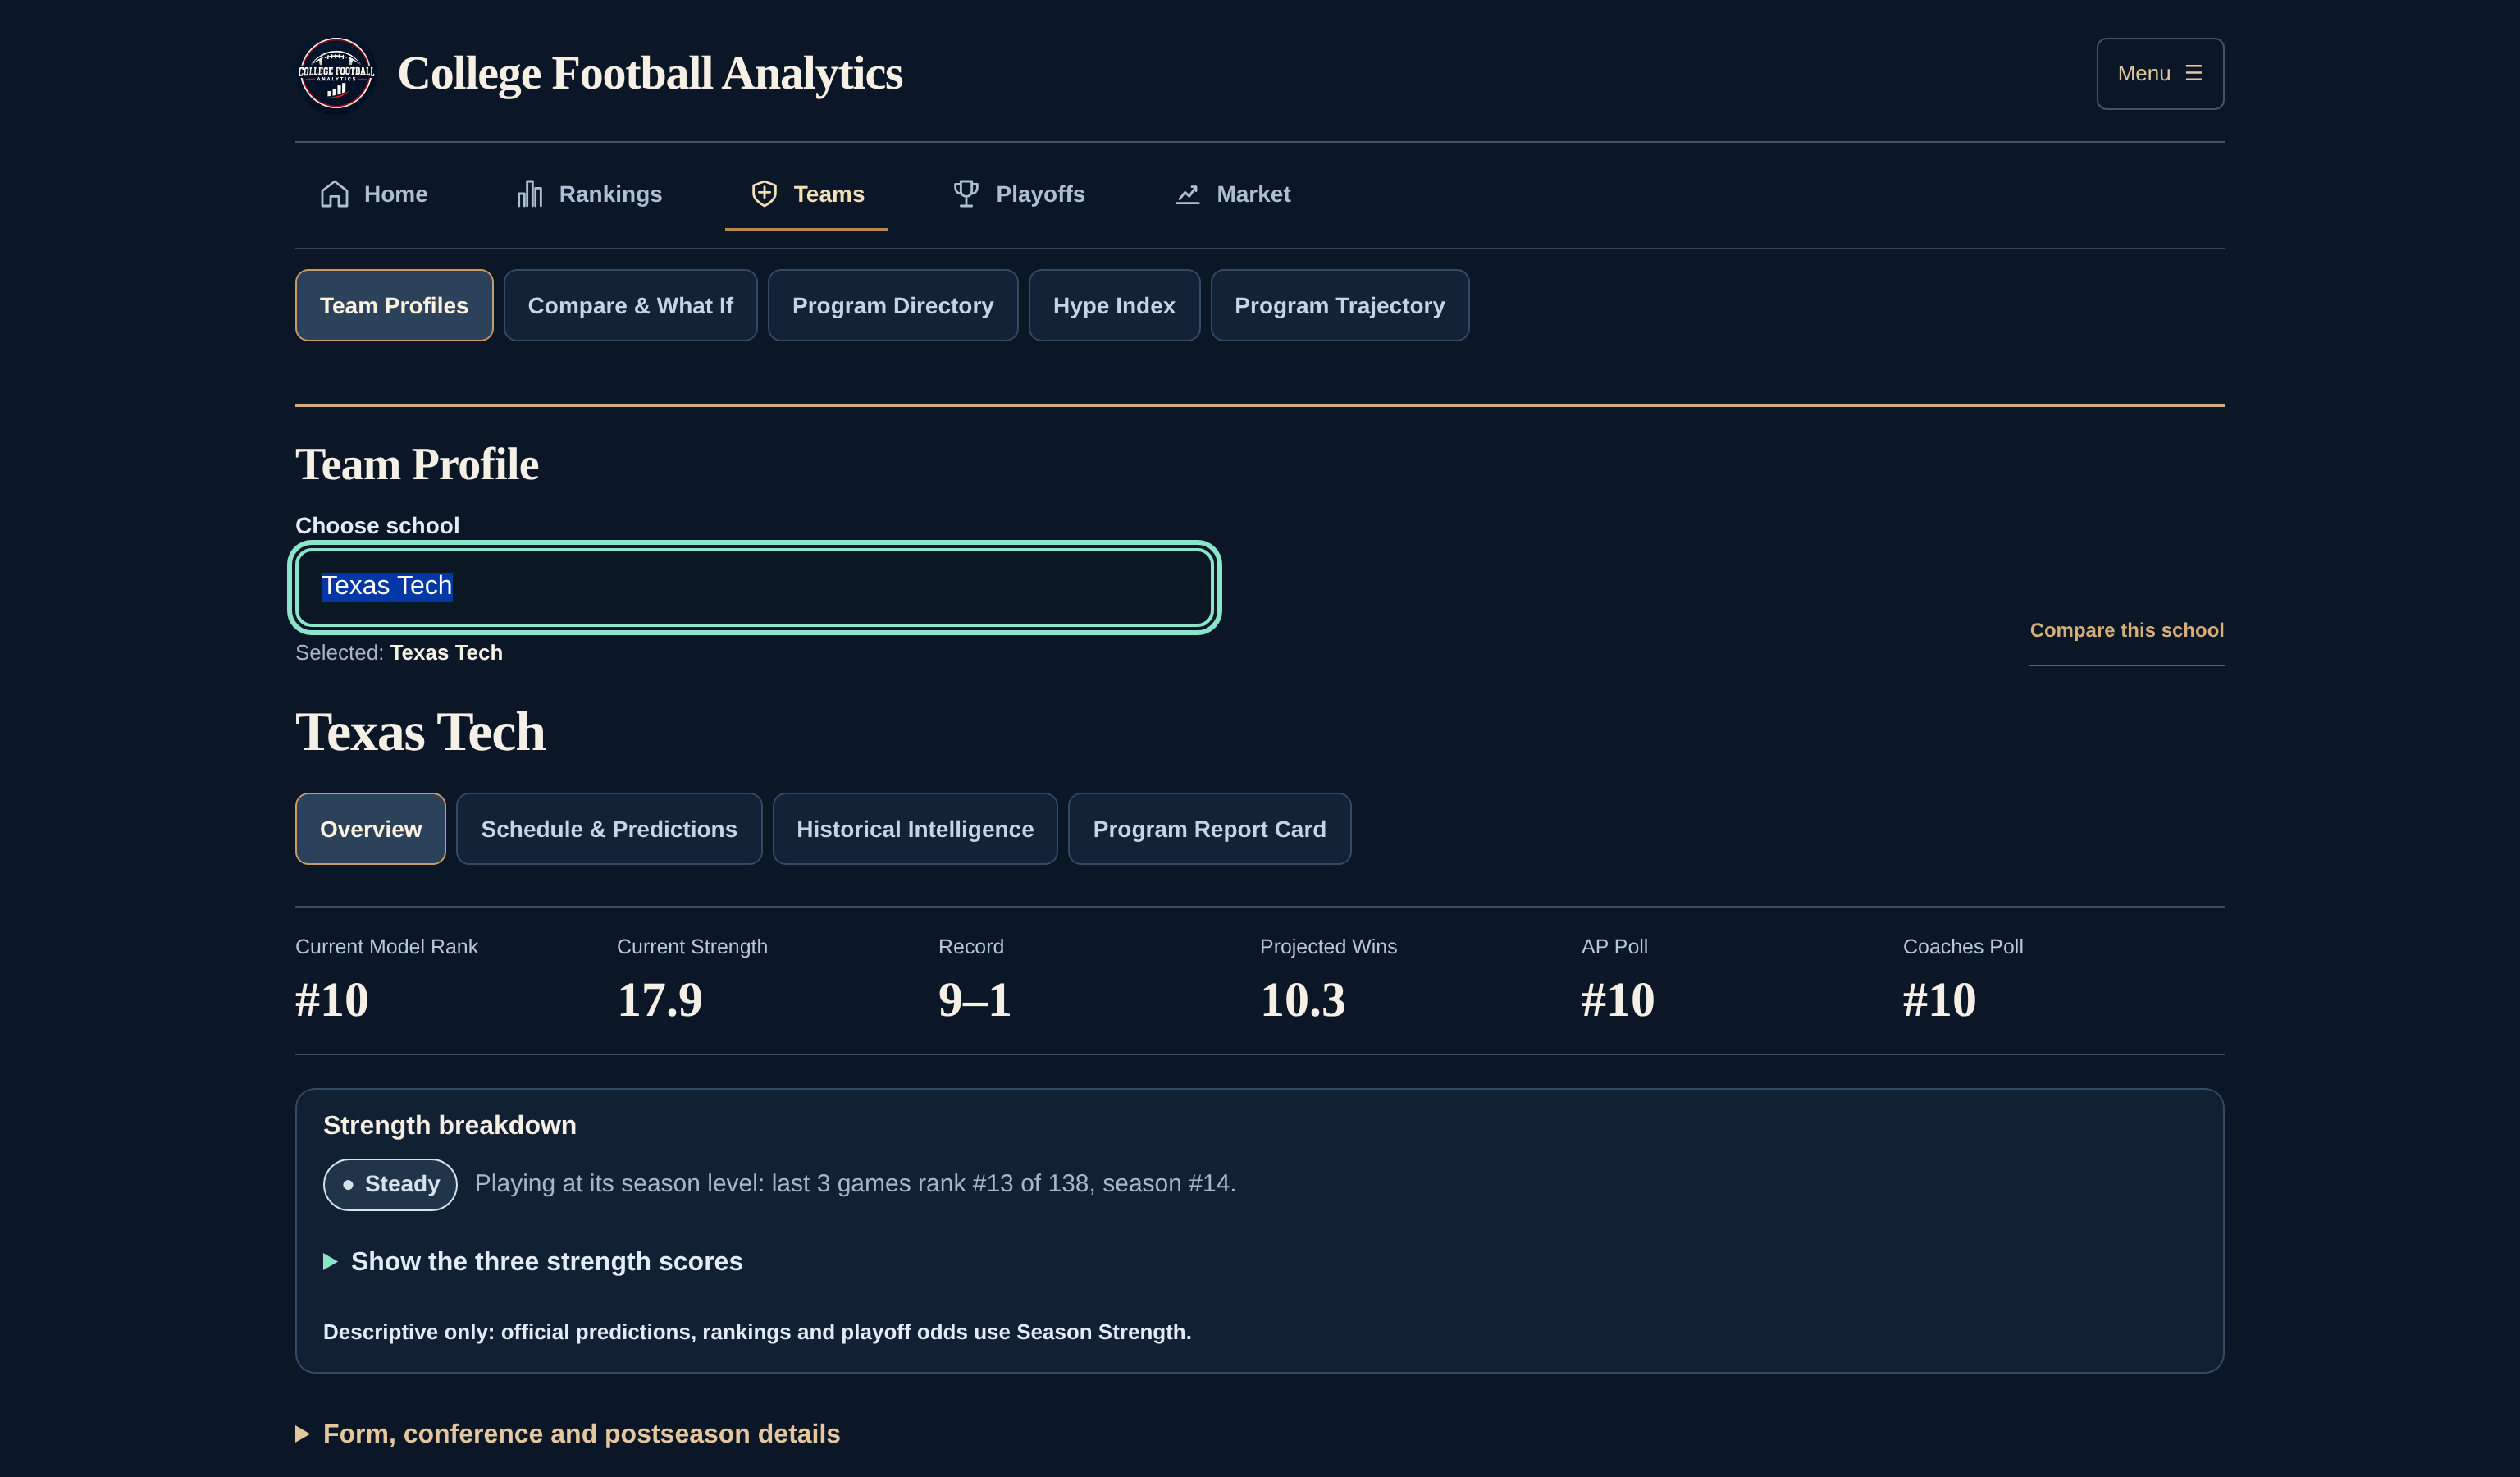 COLLEGE FOOTBALL
ANALYTICS
College Football Analytics
Menu
Home
Rankings
Teams
Playoffs
Market
Team Profiles
Compare & What If
Program Directory
Hype Index
Program Trajectory
Team Profile
Choose school
Texas Tech
Selected: Texas Tech
Compare this school
Texas Tech
Overview
Schedule & Predictions
Historical Intelligence
Program Report Card
Current Model Rank
#10
Current Strength
17.9
Record
9–1
Projected Wins
10.3
AP Poll
#10
Coaches Poll
#10
Strength breakdown
Steady
Playing at its season level: last 3 games rank #13 of 138, season #14.
Show the three strength scores
Descriptive only: official predictions, rankings and playoff odds use Season Strength.
Form, conference and postseason details